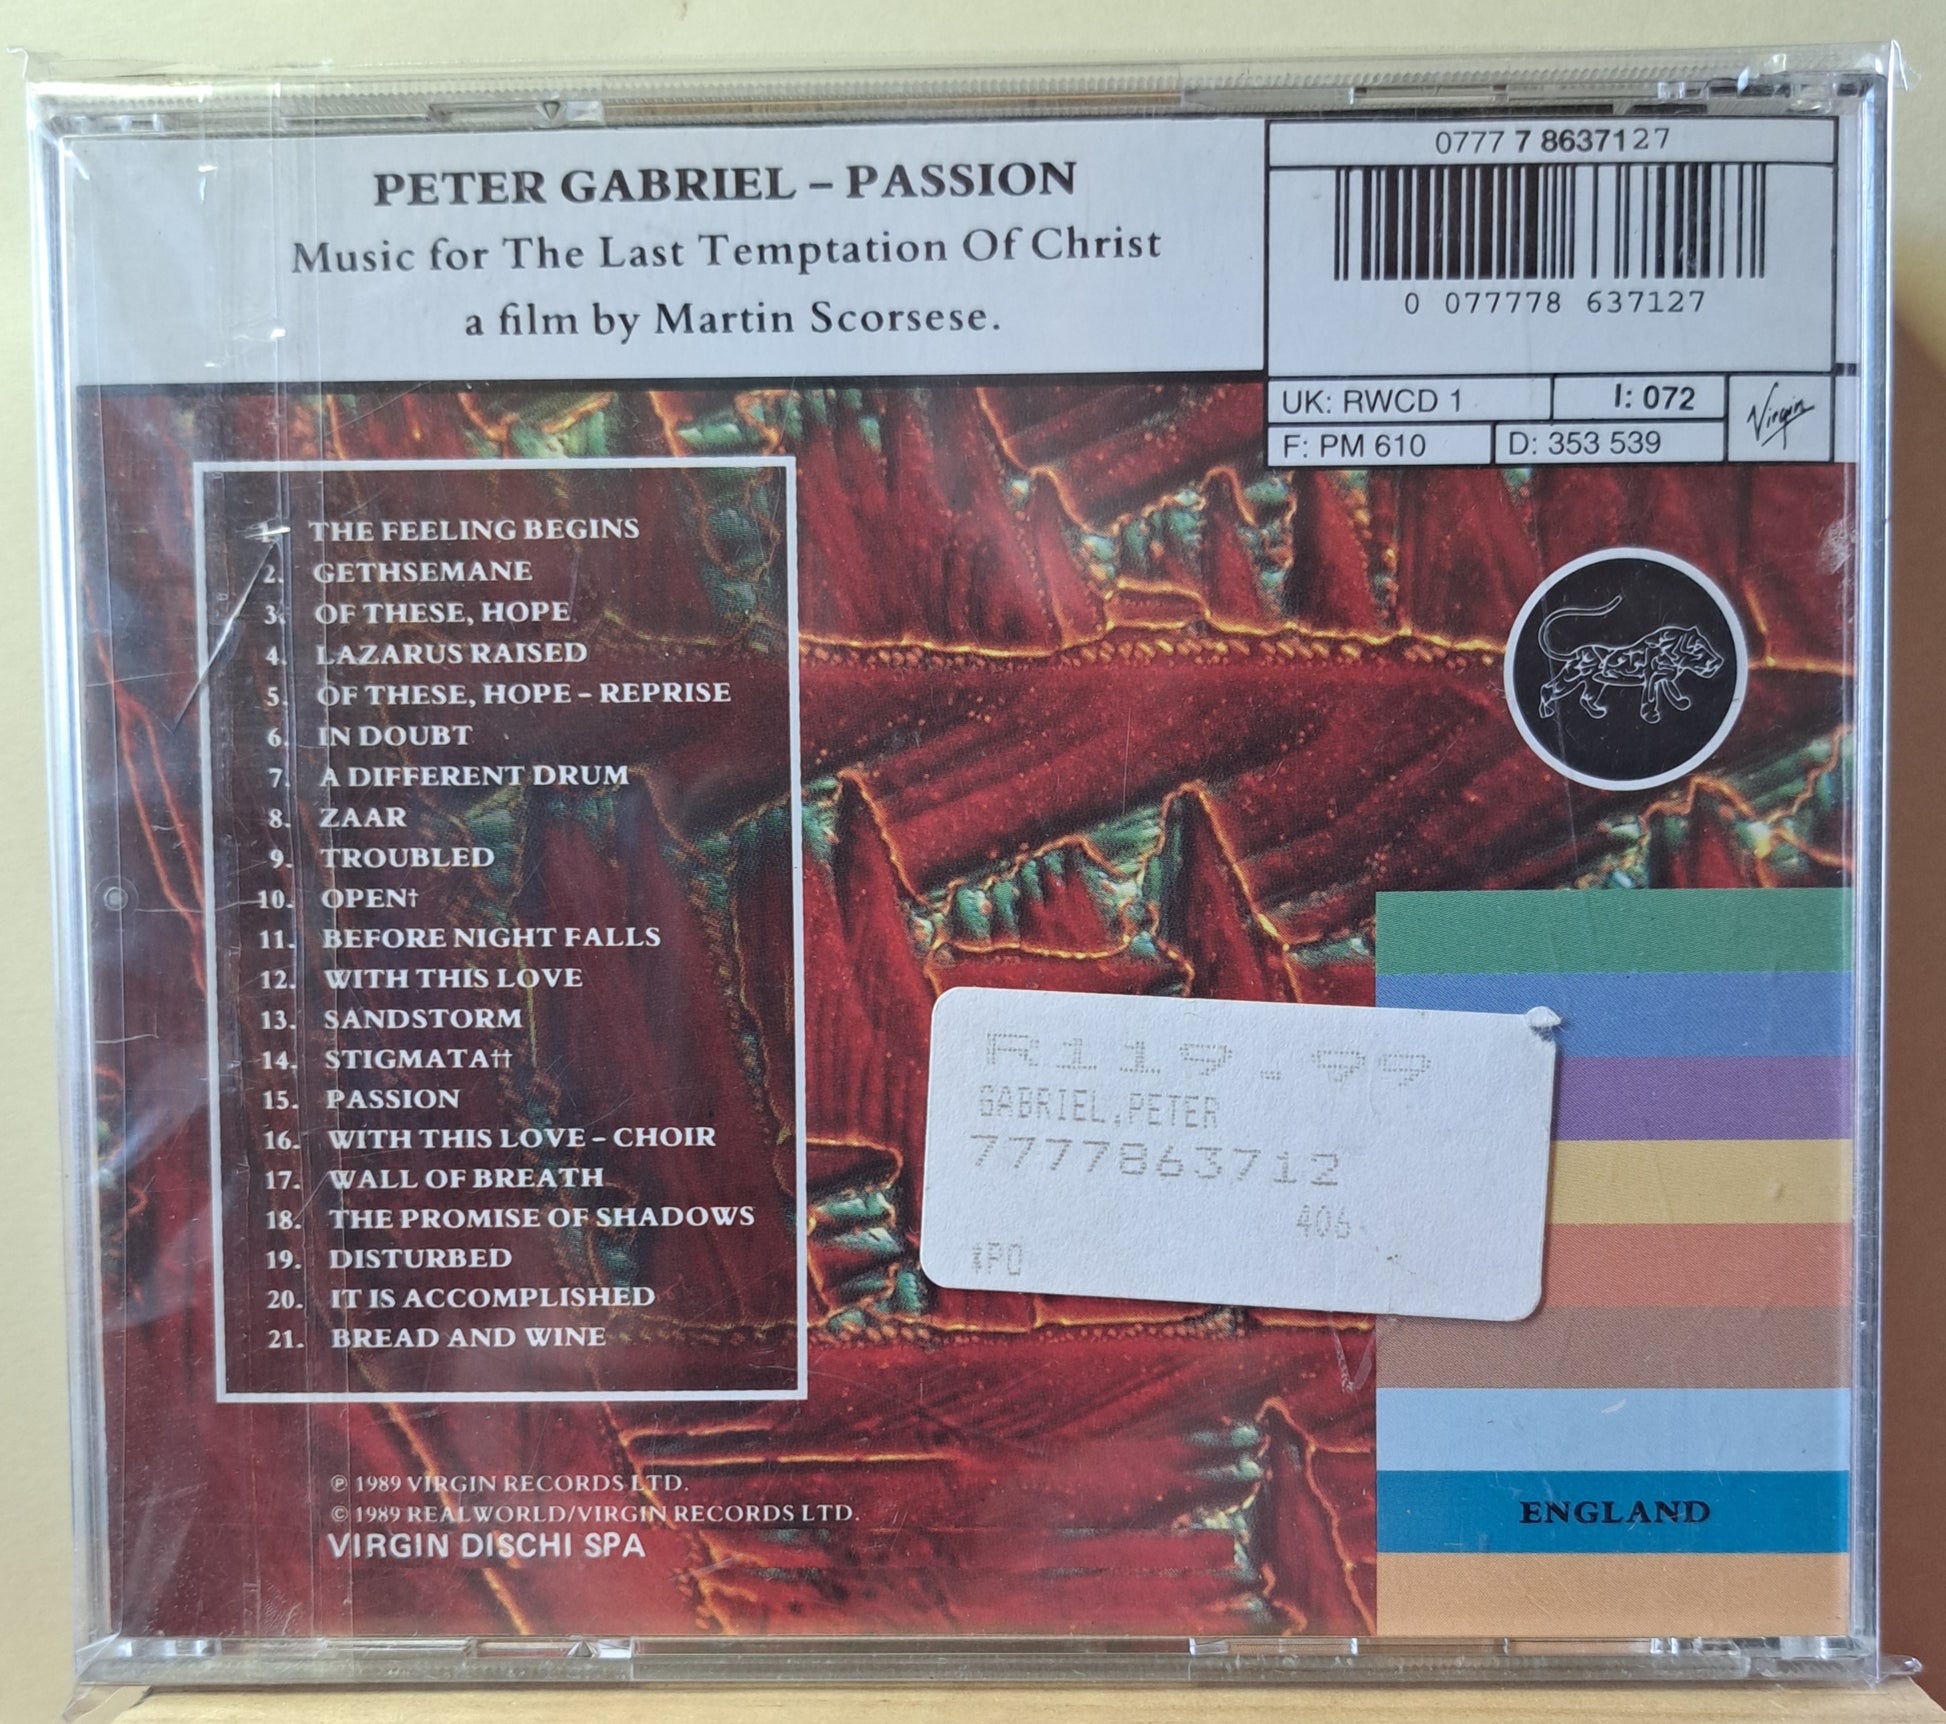 PETER GABRIEL – PASSION
Music for The Last Temptation Of Christ
a film by Martin Scorsese.
0777 7 8637127
0 077778 637127
UK: RWCD 1
I: 072
F: PM 610
D: 353 539
Virgin
1. THE FEELING BEGINS
2. GETHSEMANE
3. OF THESE, HOPE
4. LAZARUS RAISED
5. OF THESE, HOPE – REPRISE
6. IN DOUBT
7. A DIFFERENT DRUM
8. ZAAR
9. TROUBLED
10. OPEN†
11. BEFORE NIGHT FALLS
12. WITH THIS LOVE
13. SANDSTORM
14. STIGMATA††
15. PASSION
16. WITH THIS LOVE – CHOIR
17. WALL OF BREATH
18. THE PROMISE OF SHADOWS
19. DISTURBED
20. IT IS ACCOMPLISHED
21. BREAD AND WINE
R119.99
GABRIEL,PETER
7777863712
406
℗ 1989 VIRGIN RECORDS LTD.
© 1989 REALWORLD/VIRGIN RECORDS LTD.
VIRGIN DISCHI SPA
ENGLAND